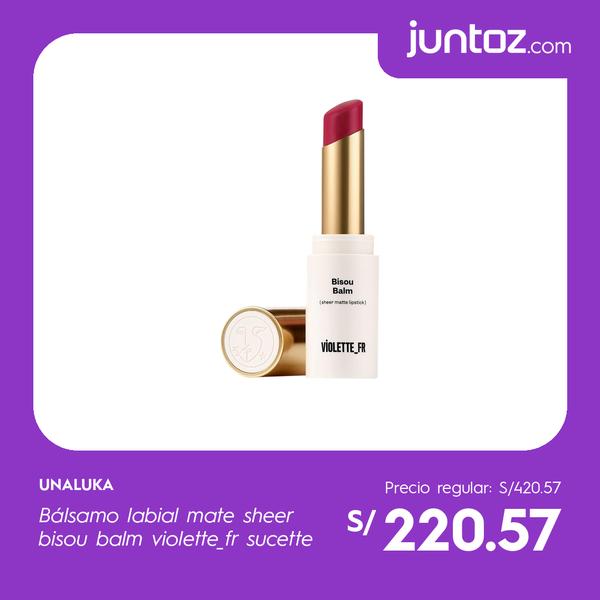 juntoz.com
Bisou
Balm
(sheer matte lipstick)
VIOLETTE_FR
UNALUKA
Bálsamo labial mate sheer
bisou balm violette_fr sucette
Precio regular: S/420.57
S/220.57